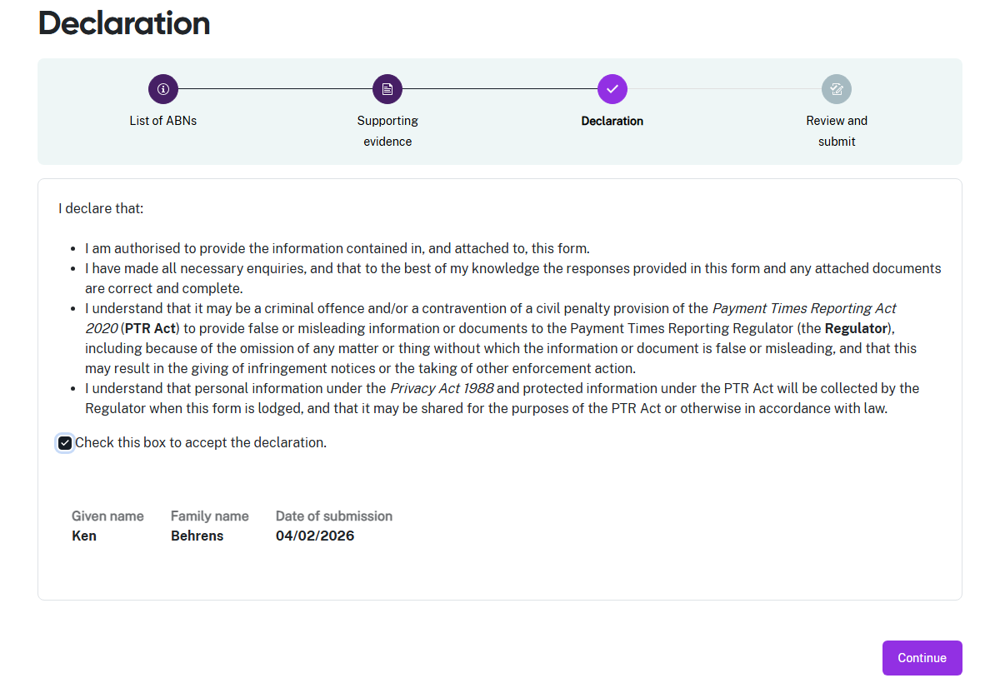 Declaration
List of ABNs
Supporting
evidence
Declaration
Review and
submit
I declare that:
• I am authorised to provide the information contained in, and attached to, this form.
• I have made all necessary enquiries, and that to the best of my knowledge the responses provided in this form and any attached documents
are correct and complete.
• I understand that it may be a criminal offence and/or a contravention of a civil penalty provision of the Payment Times Reporting Act
2020 (PTR Act) to provide false or misleading information or documents to the Payment Times Reporting Regulator (the Regulator),
including because of the omission of any matter or thing without which the information or document is false or misleading, and that this
may result in the giving of infringement notices or the taking of other enforcement action.
• I understand that personal information under the Privacy Act 1988 and protected information under the PTR Act will be collected by the
Regulator when this form is lodged, and that it may be shared for the purposes of the PTR Act or otherwise in accordance with law.
Check this box to accept the declaration.
Given name Family name Date of submission
Ken Behrens 04/02/2026
Continue